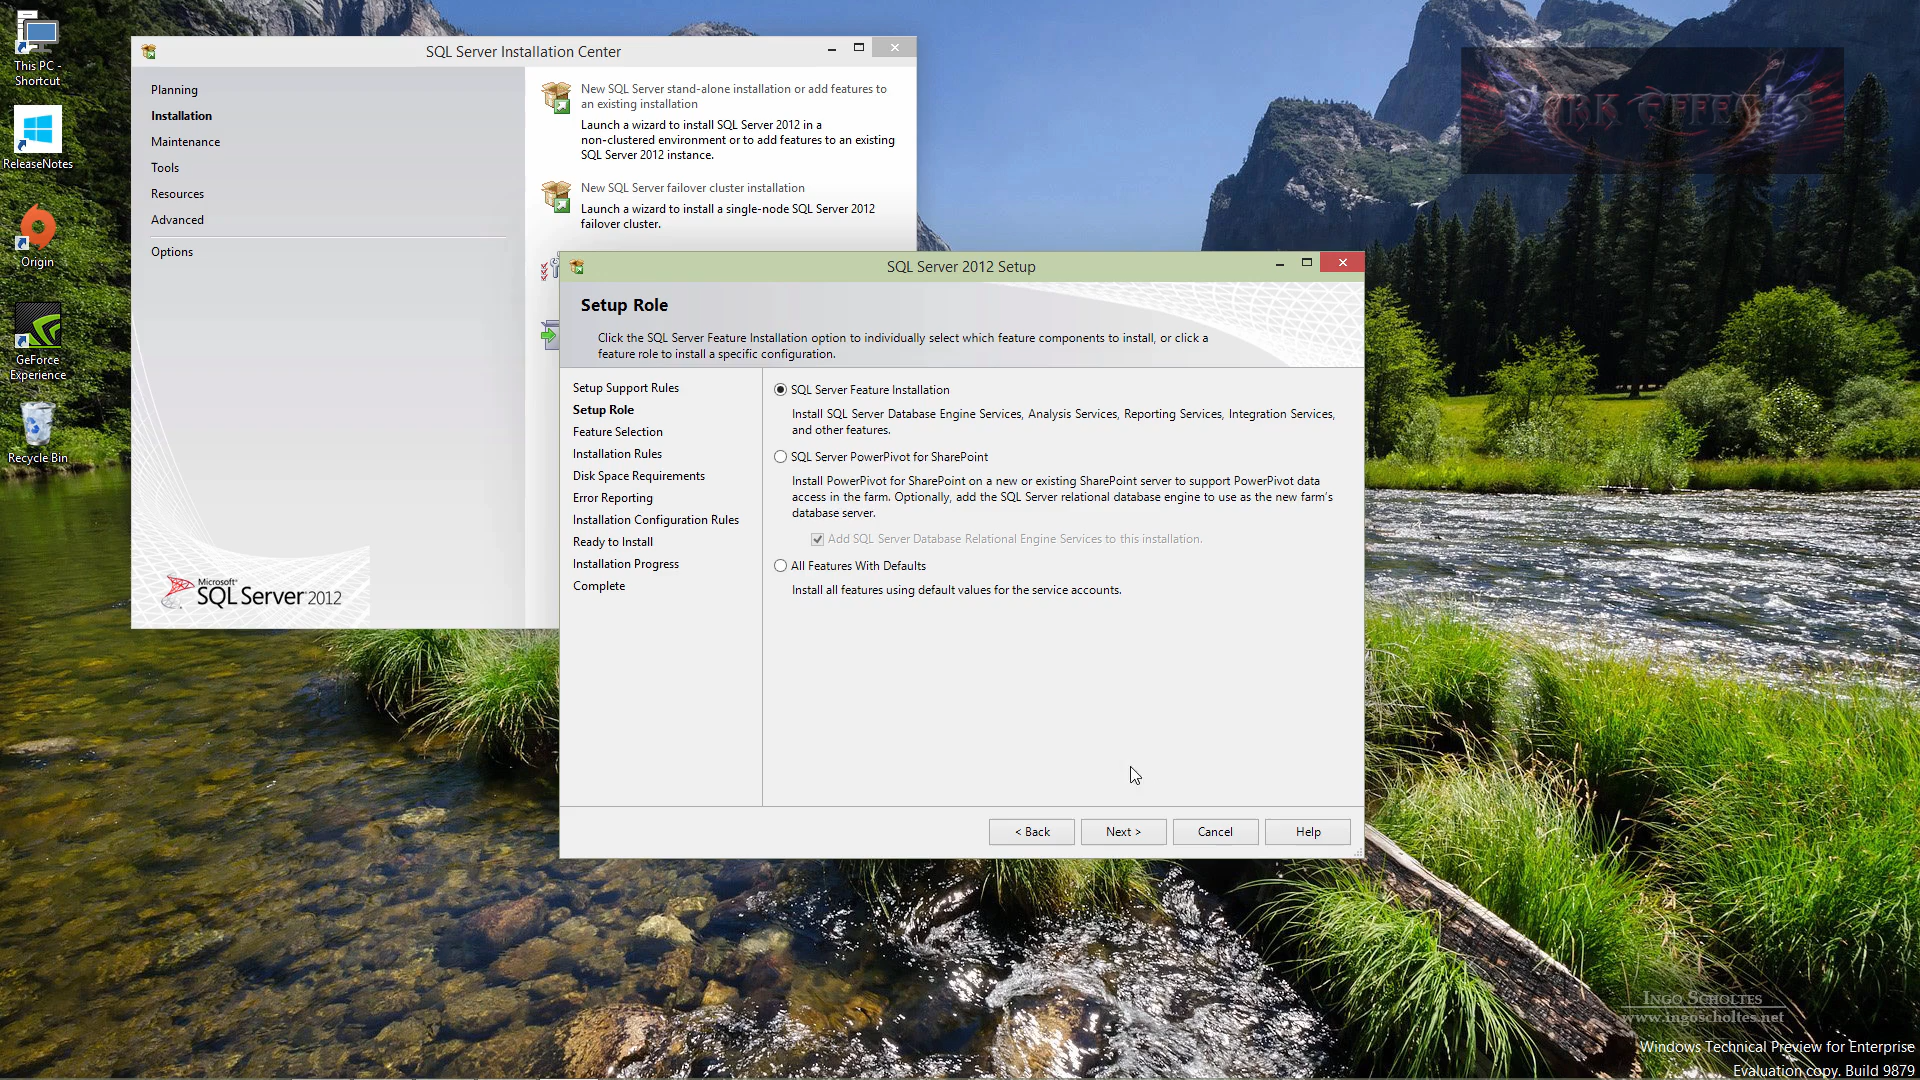 This PC -
Shortcut
ReleaseNotes
Origin
GeForce
Experience
Recycle Bin
SQL Server Installation Center
Planning
Installation
Maintenance
Tools
Resources
Advanced
Options
Microsoft®
SQL Server® 2012
New SQL Server stand-alone installation or add features to
an existing installation
Launch a wizard to install SQL Server 2012 in a
non-clustered environment or to add features to an existing
SQL Server 2012 instance.
New SQL Server failover cluster installation
Launch a wizard to install a single-node SQL Server 2012
failover cluster.
SQL Server 2012 Setup
Setup Role
Click the SQL Server Feature Installation option to individually select which feature components to install, or click a
feature role to install a specific configuration.
Setup Support Rules
Setup Role
Feature Selection
Installation Rules
Disk Space Requirements
Error Reporting
Installation Configuration Rules
Ready to Install
Installation Progress
Complete
SQL Server Feature Installation
Install SQL Server Database Engine Services, Analysis Services, Reporting Services, Integration Services,
and other features.
SQL Server PowerPivot for SharePoint
Install PowerPivot for SharePoint on a new or existing SharePoint server to support PowerPivot data
access in the farm. Optionally, add the SQL Server relational database engine to use as the new farm's
database server.
Add SQL Server Database Relational Engine Services to this installation.
All Features With Defaults
Install all features using default values for the service accounts.
< Back
Next >
Cancel
Help
DARK EFFECTS
INGO SCHOLTES
www.ingoscholtes.net
Windows Technical Preview for Enterprise
Evaluation copy. Build 9879